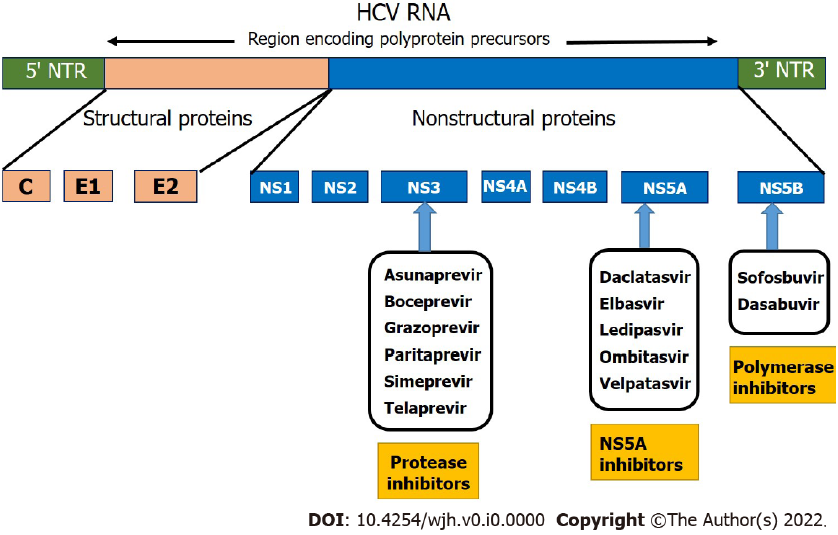 HCV RNA
Region encoding polyprotein precursors
5' NTR
3' NTR
Structural proteins
Nonstructural proteins
C
E1
E2
NS1
NS2
NS3
NS4A
NS4B
NS5A
NS5B
Asunaprevir
Boceprevir
Grazoprevir
Paritaprevir
Simeprevir
Telaprevir
Protease
inhibitors
Daclatasvir
Elbasvir
Ledipasvir
Ombitasvir
Velpatasvir
NS5A
inhibitors
Sofosbuvir
Dasabuvir
Polymerase
inhibitors
DOI: 10.4254/wjh.v0.i0.0000 Copyright ©The Author(s) 2022.